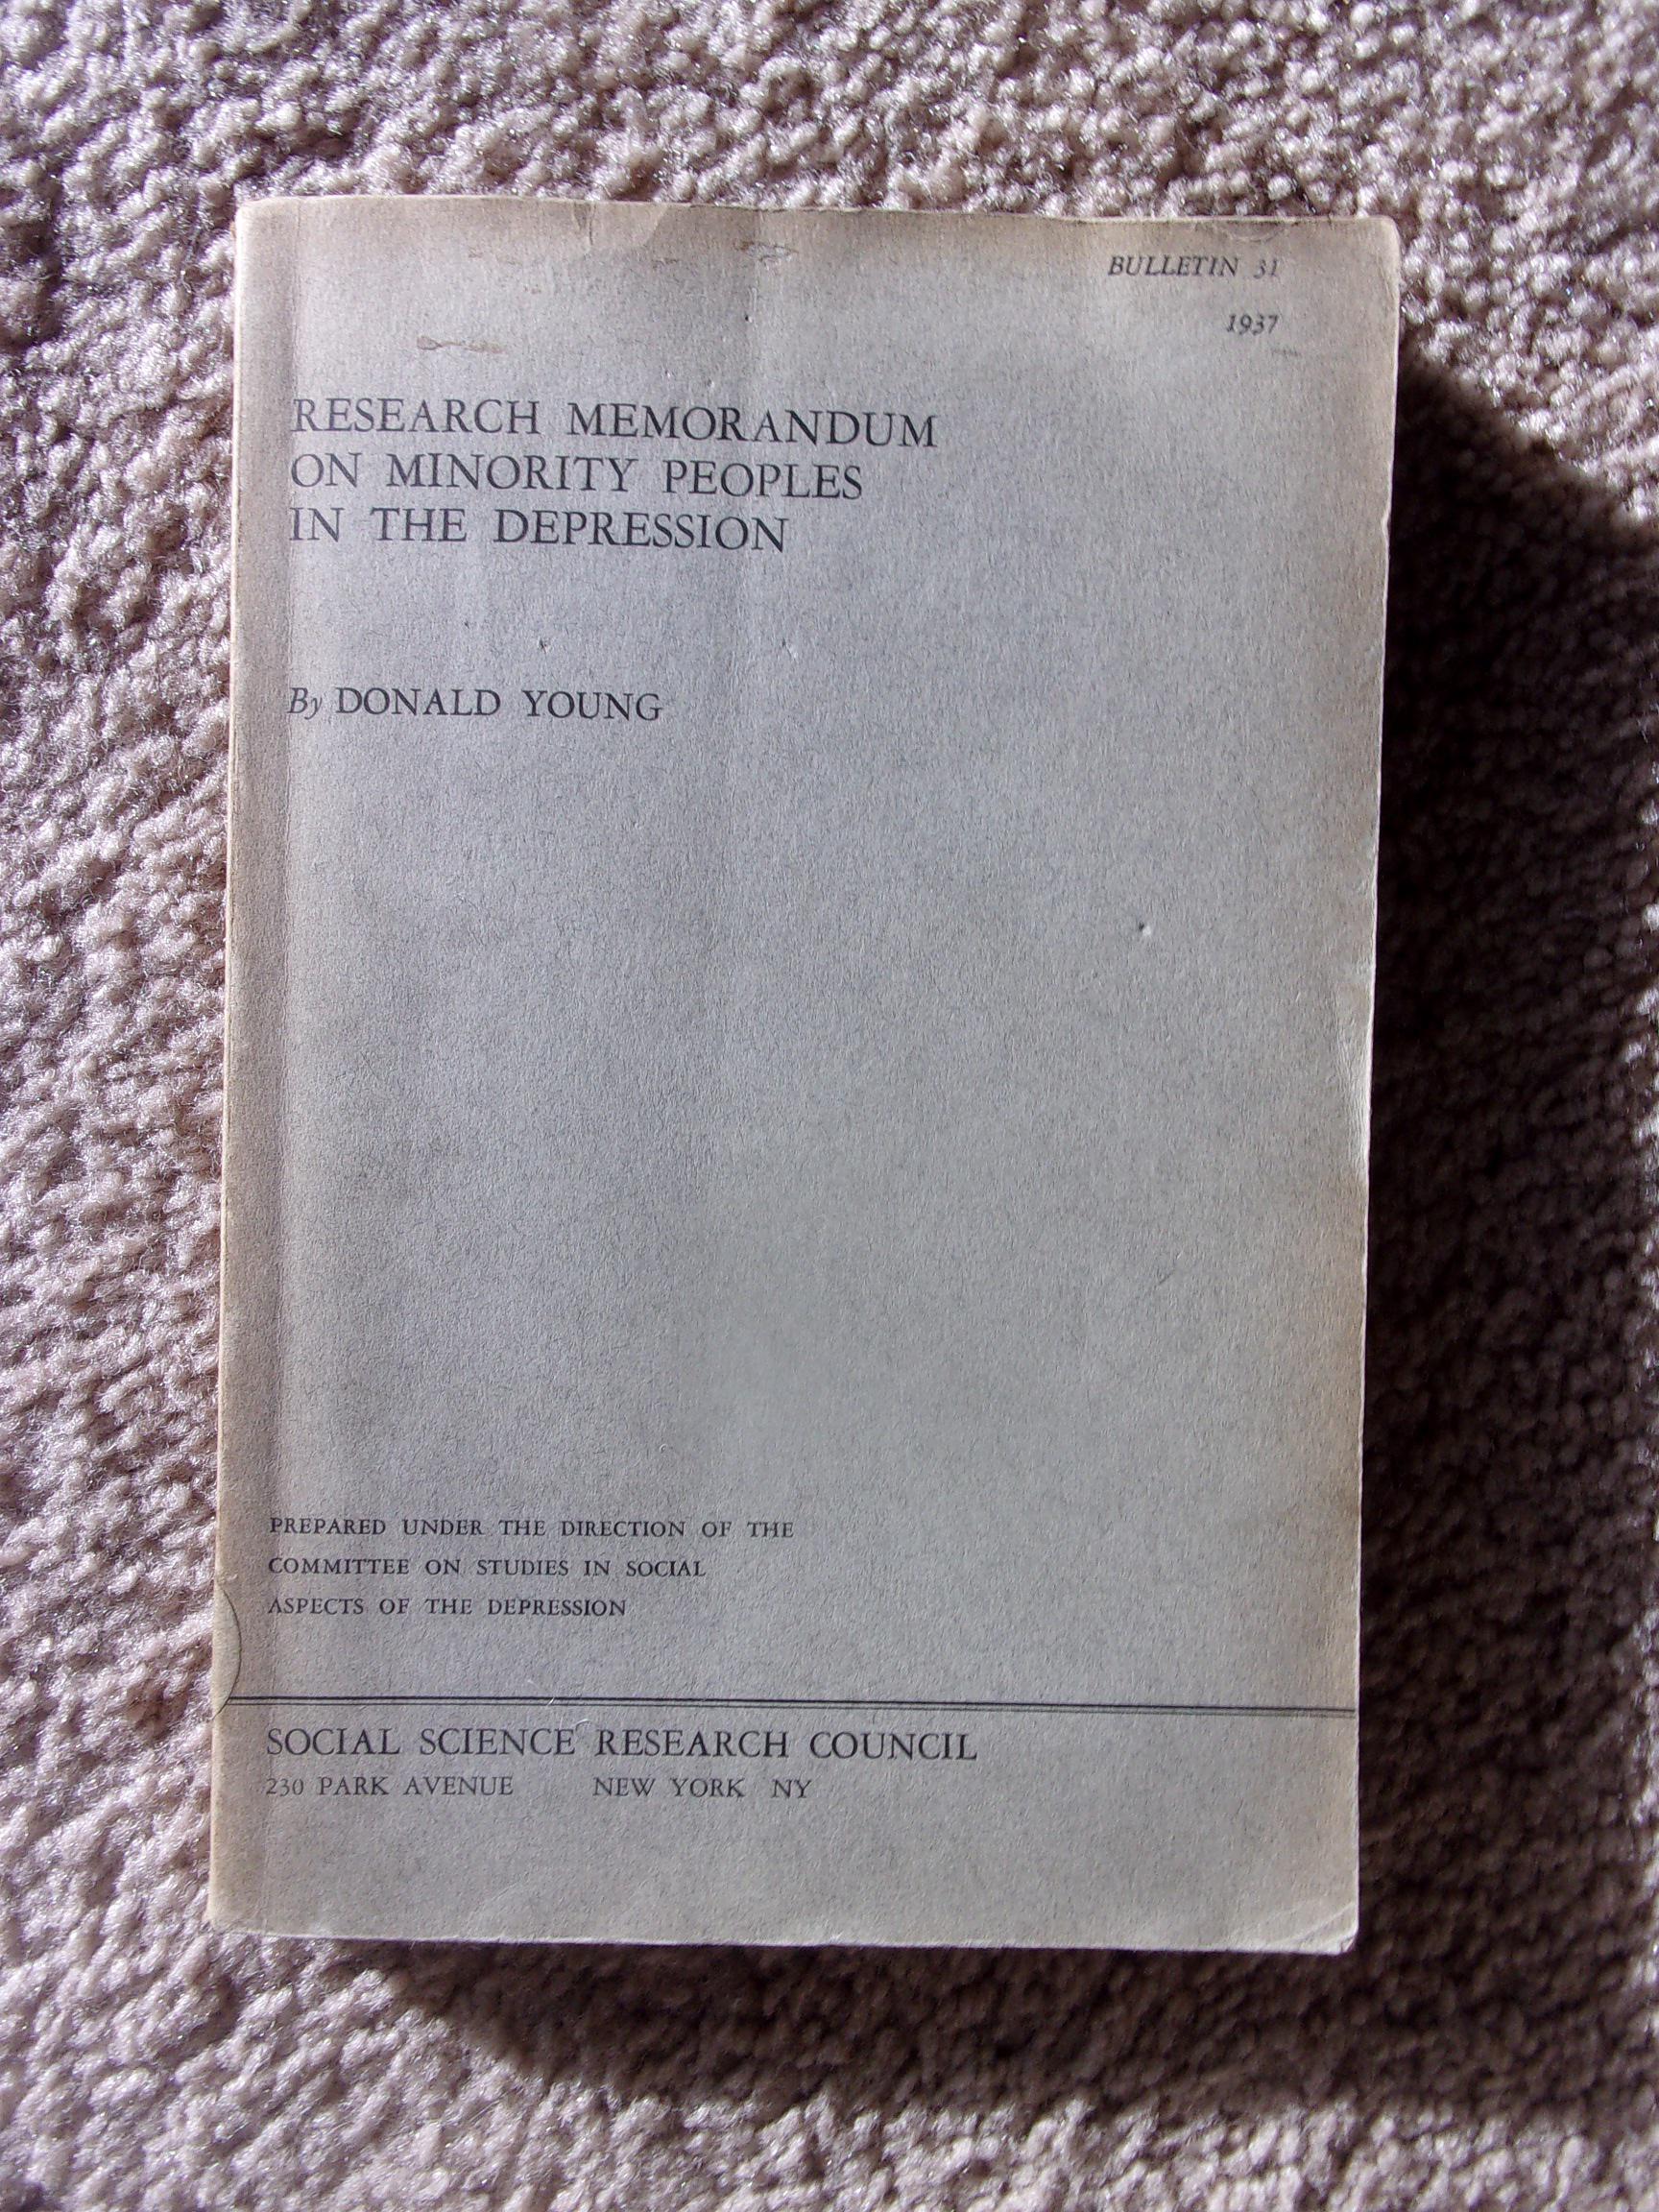 BULLETIN 31
1937
RESEARCH MEMORANDUM
ON MINORITY PEOPLES
IN THE DEPRESSION
By DONALD YOUNG
PREPARED UNDER THE DIRECTION OF THE
COMMITTEE ON STUDIES IN SOCIAL
ASPECTS OF THE DEPRESSION
SOCIAL SCIENCE RESEARCH COUNCIL
230 PARK AVENUE NEW YORK NY